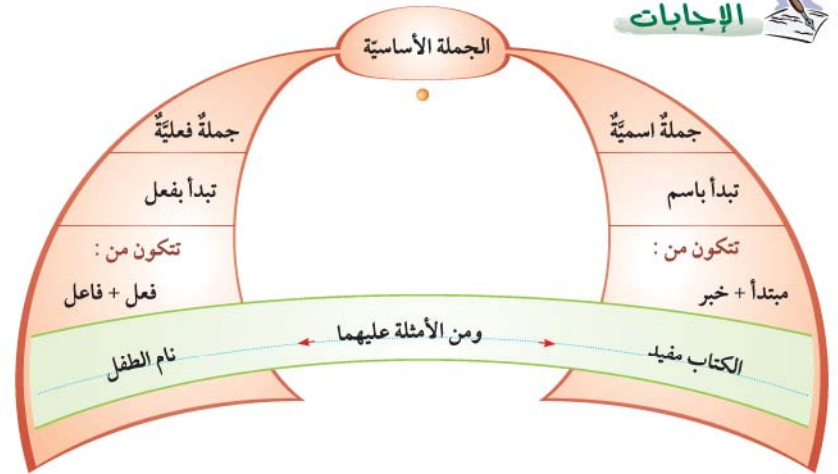 الإجابات
الجملة الأساسيّة
جملةٌ اسميَّةٌ
تبدأ باسم
تتكون من :
مبتدأ + خبر
جملةٌ فعليَّةٌ
تبدأ بفعل
تتكون من :
فعل + فاعل
ومن الأمثلة عليهما
الكتاب مفيد
نام الطفل